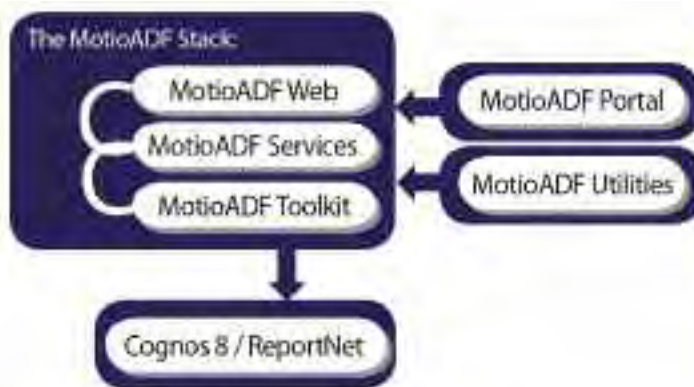 The MotioADF Stack:
MotioADF Web
MotioADF Services
MotioADF Toolkit
MotioADF Portal
MotioADF Utilities
Cognos 8 / ReportNet